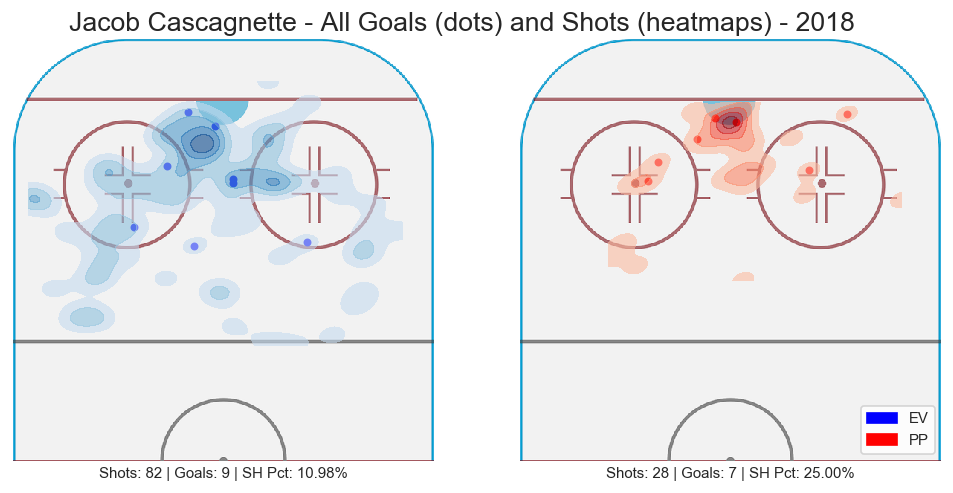 Jacob Cascagnette - All Goals (dots) and Shots (heatmaps) - 2018
EV
PP
Shots: 82 | Goals: 9 | SH Pct: 10.98%
Shots: 28 | Goals: 7 | SH Pct: 25.00%